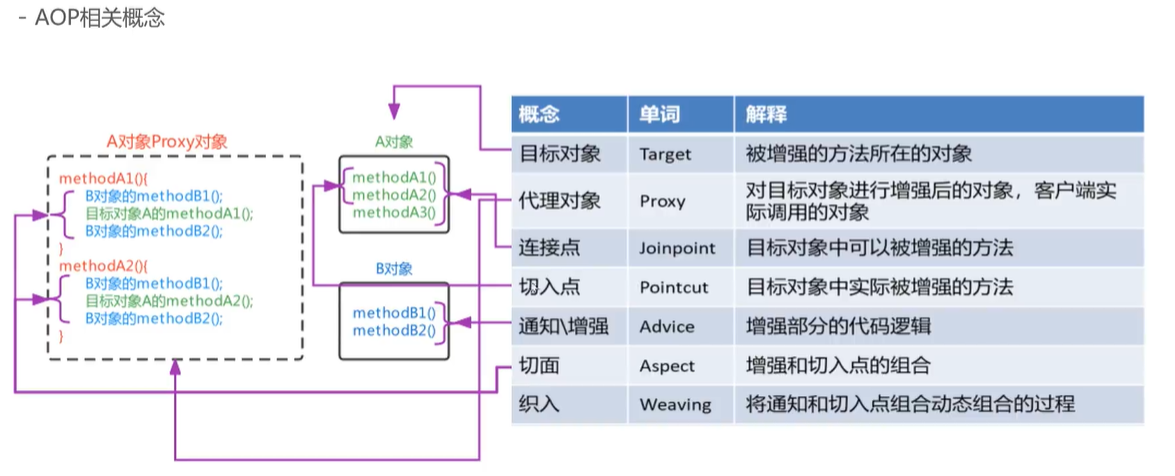 - AOP相关概念
A对象Proxy对象
methodA1(){
B对象的methodB1();
目标对象A的methodA1();
B对象的methodB2();
}
methodA2(){
B对象的methodB1();
目标对象A的methodA2();
B对象的methodB2();
}
A对象
methodA1()
methodA2()
methodA3()
B对象
methodB1()
methodB2()
概念 单词 解释
目标对象 Target 被增强的方法所在的对象
代理对象 Proxy 对目标对象进行增强后的对象，客户端实
际调用的对象
连接点 Joinpoint 目标对象中可以被增强的方法
切入点 Pointcut 目标对象中实际被增强的方法
通知\增强 Advice 增强部分的代码逻辑
切面 Aspect 增强和切入点的组合
织入 Weaving 将通知和切入点组合动态组合的过程